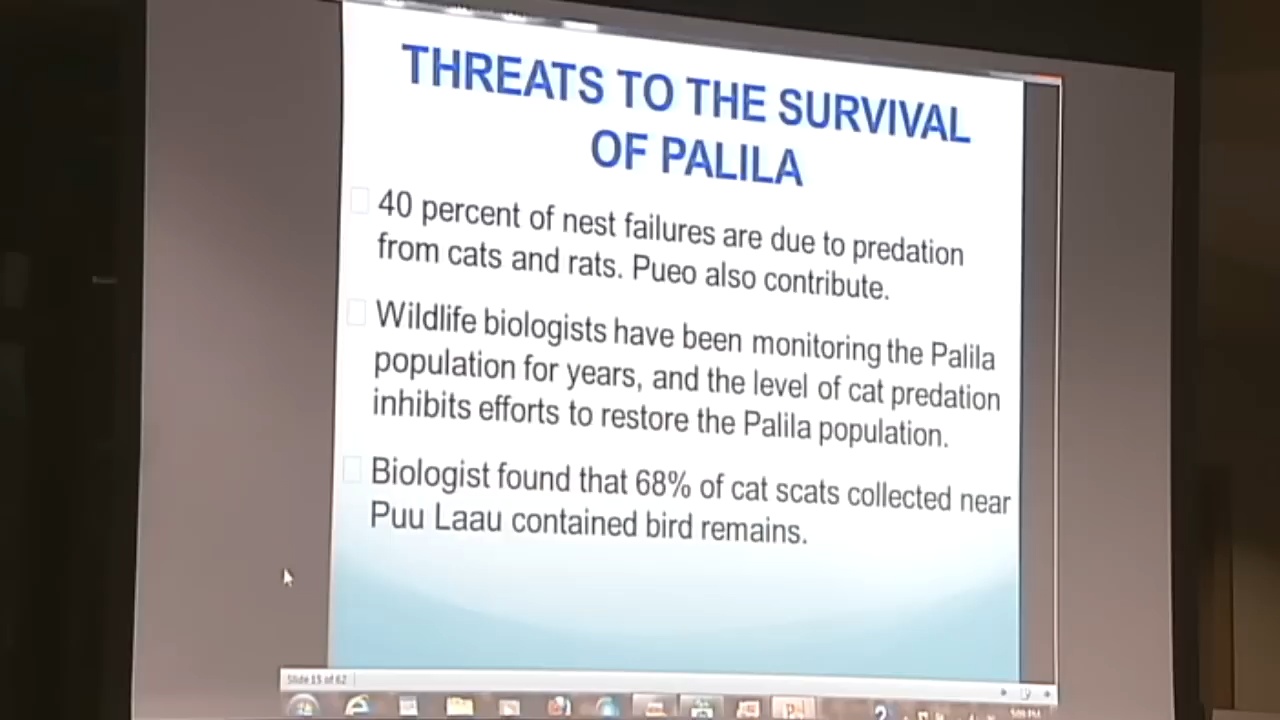 THREATS TO THE SURVIVAL
OF PALILA
40 percent of nest failures are due to predation
from cats and rats. Pueo also contribute.
Wildlife biologists have been monitoring the Palila
population for years, and the level of cat predation
inhibits efforts to restore the Palila population.
Biologist found that 68% of cat scats collected near
Puu Laau contained bird remains.
Slide 15 of 62